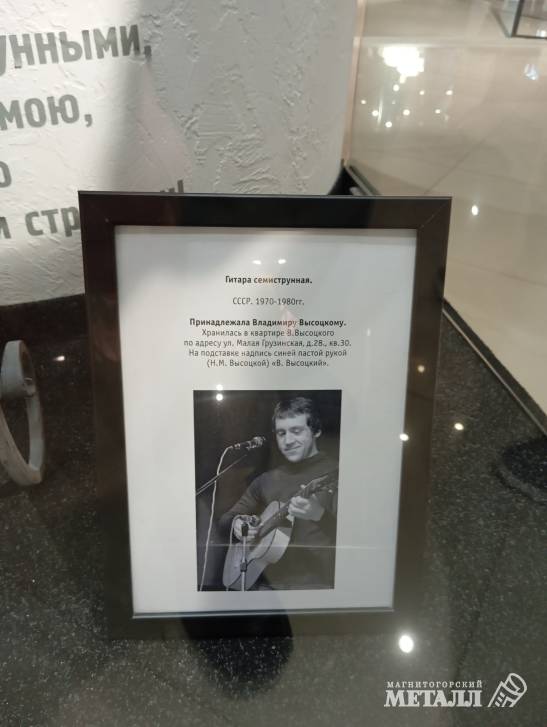 унными,
мою,
о
и стр
Гитара семиструнная.
СССР. 1970-1980гг.
Принадлежала Владимиру Высоцкому.
Хранилась в квартире В.Высоцкого
по адресу ул. Малая Грузинская, д.28., кв.30.
На подставке надпись синей пастой рукой
(Н.М. Высоцкой) «В. Высоцкий».
МАГНИТОГОРСКИЙ
МЕТАЛЛ